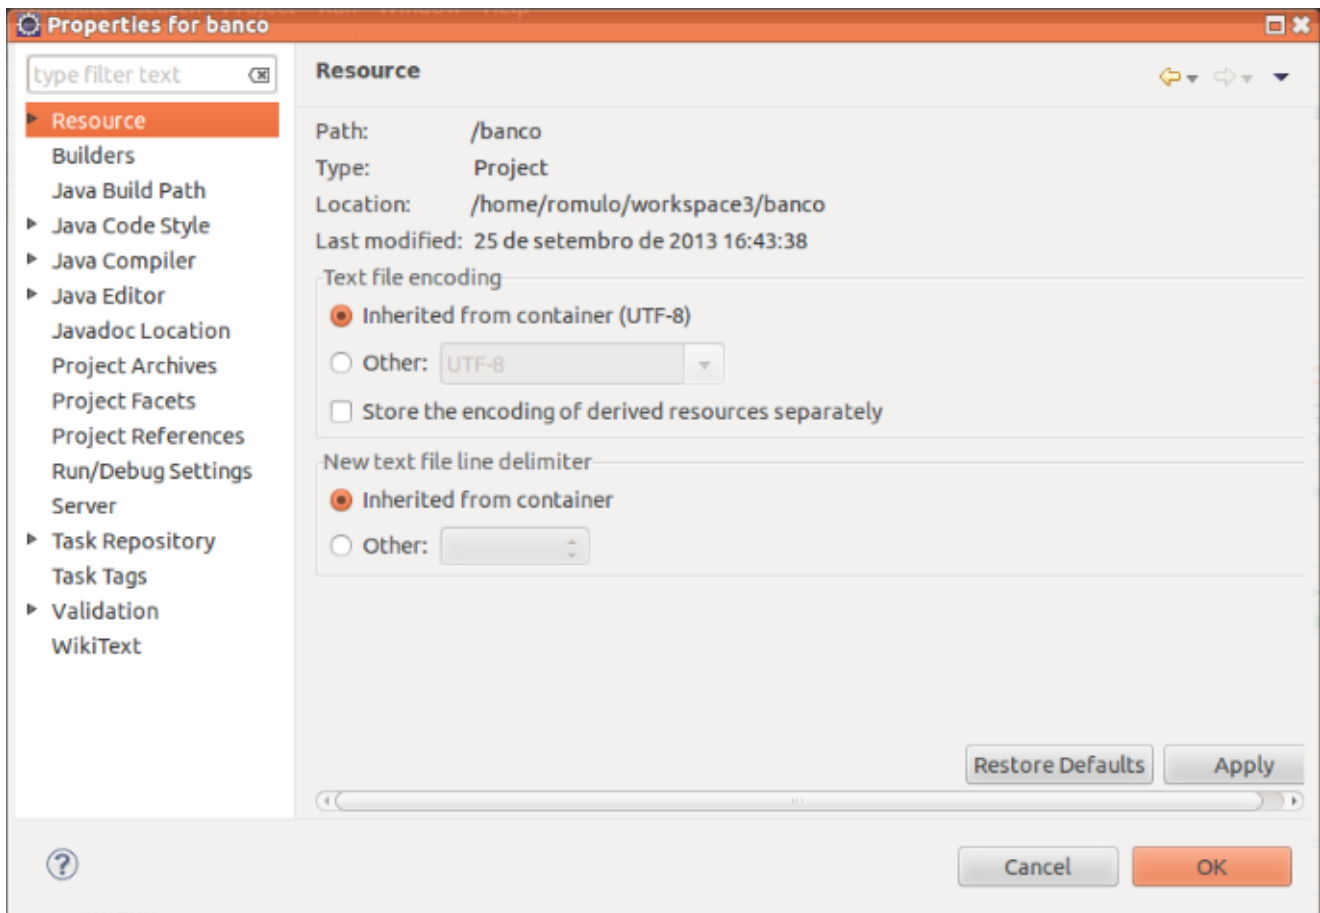 Properties for banco
type filter text
Resource
Builders
Java Build Path
Java Code Style
Java Compiler
Java Editor
Javadoc Location
Project Archives
Project Facets
Project References
Run/Debug Settings
Server
Task Repository
Task Tags
Validation
WikiText
Resource
Path: /banco
Type: Project
Location: /home/romulo/workspace3/banco
Last modified: 25 de setembro de 2013 16:43:38
Text file encoding
Inherited from container (UTF-8)
Other: UTF-8
Store the encoding of derived resources separately
New text file line delimiter
Inherited from container
Other:
Restore Defaults Apply
Cancel OK